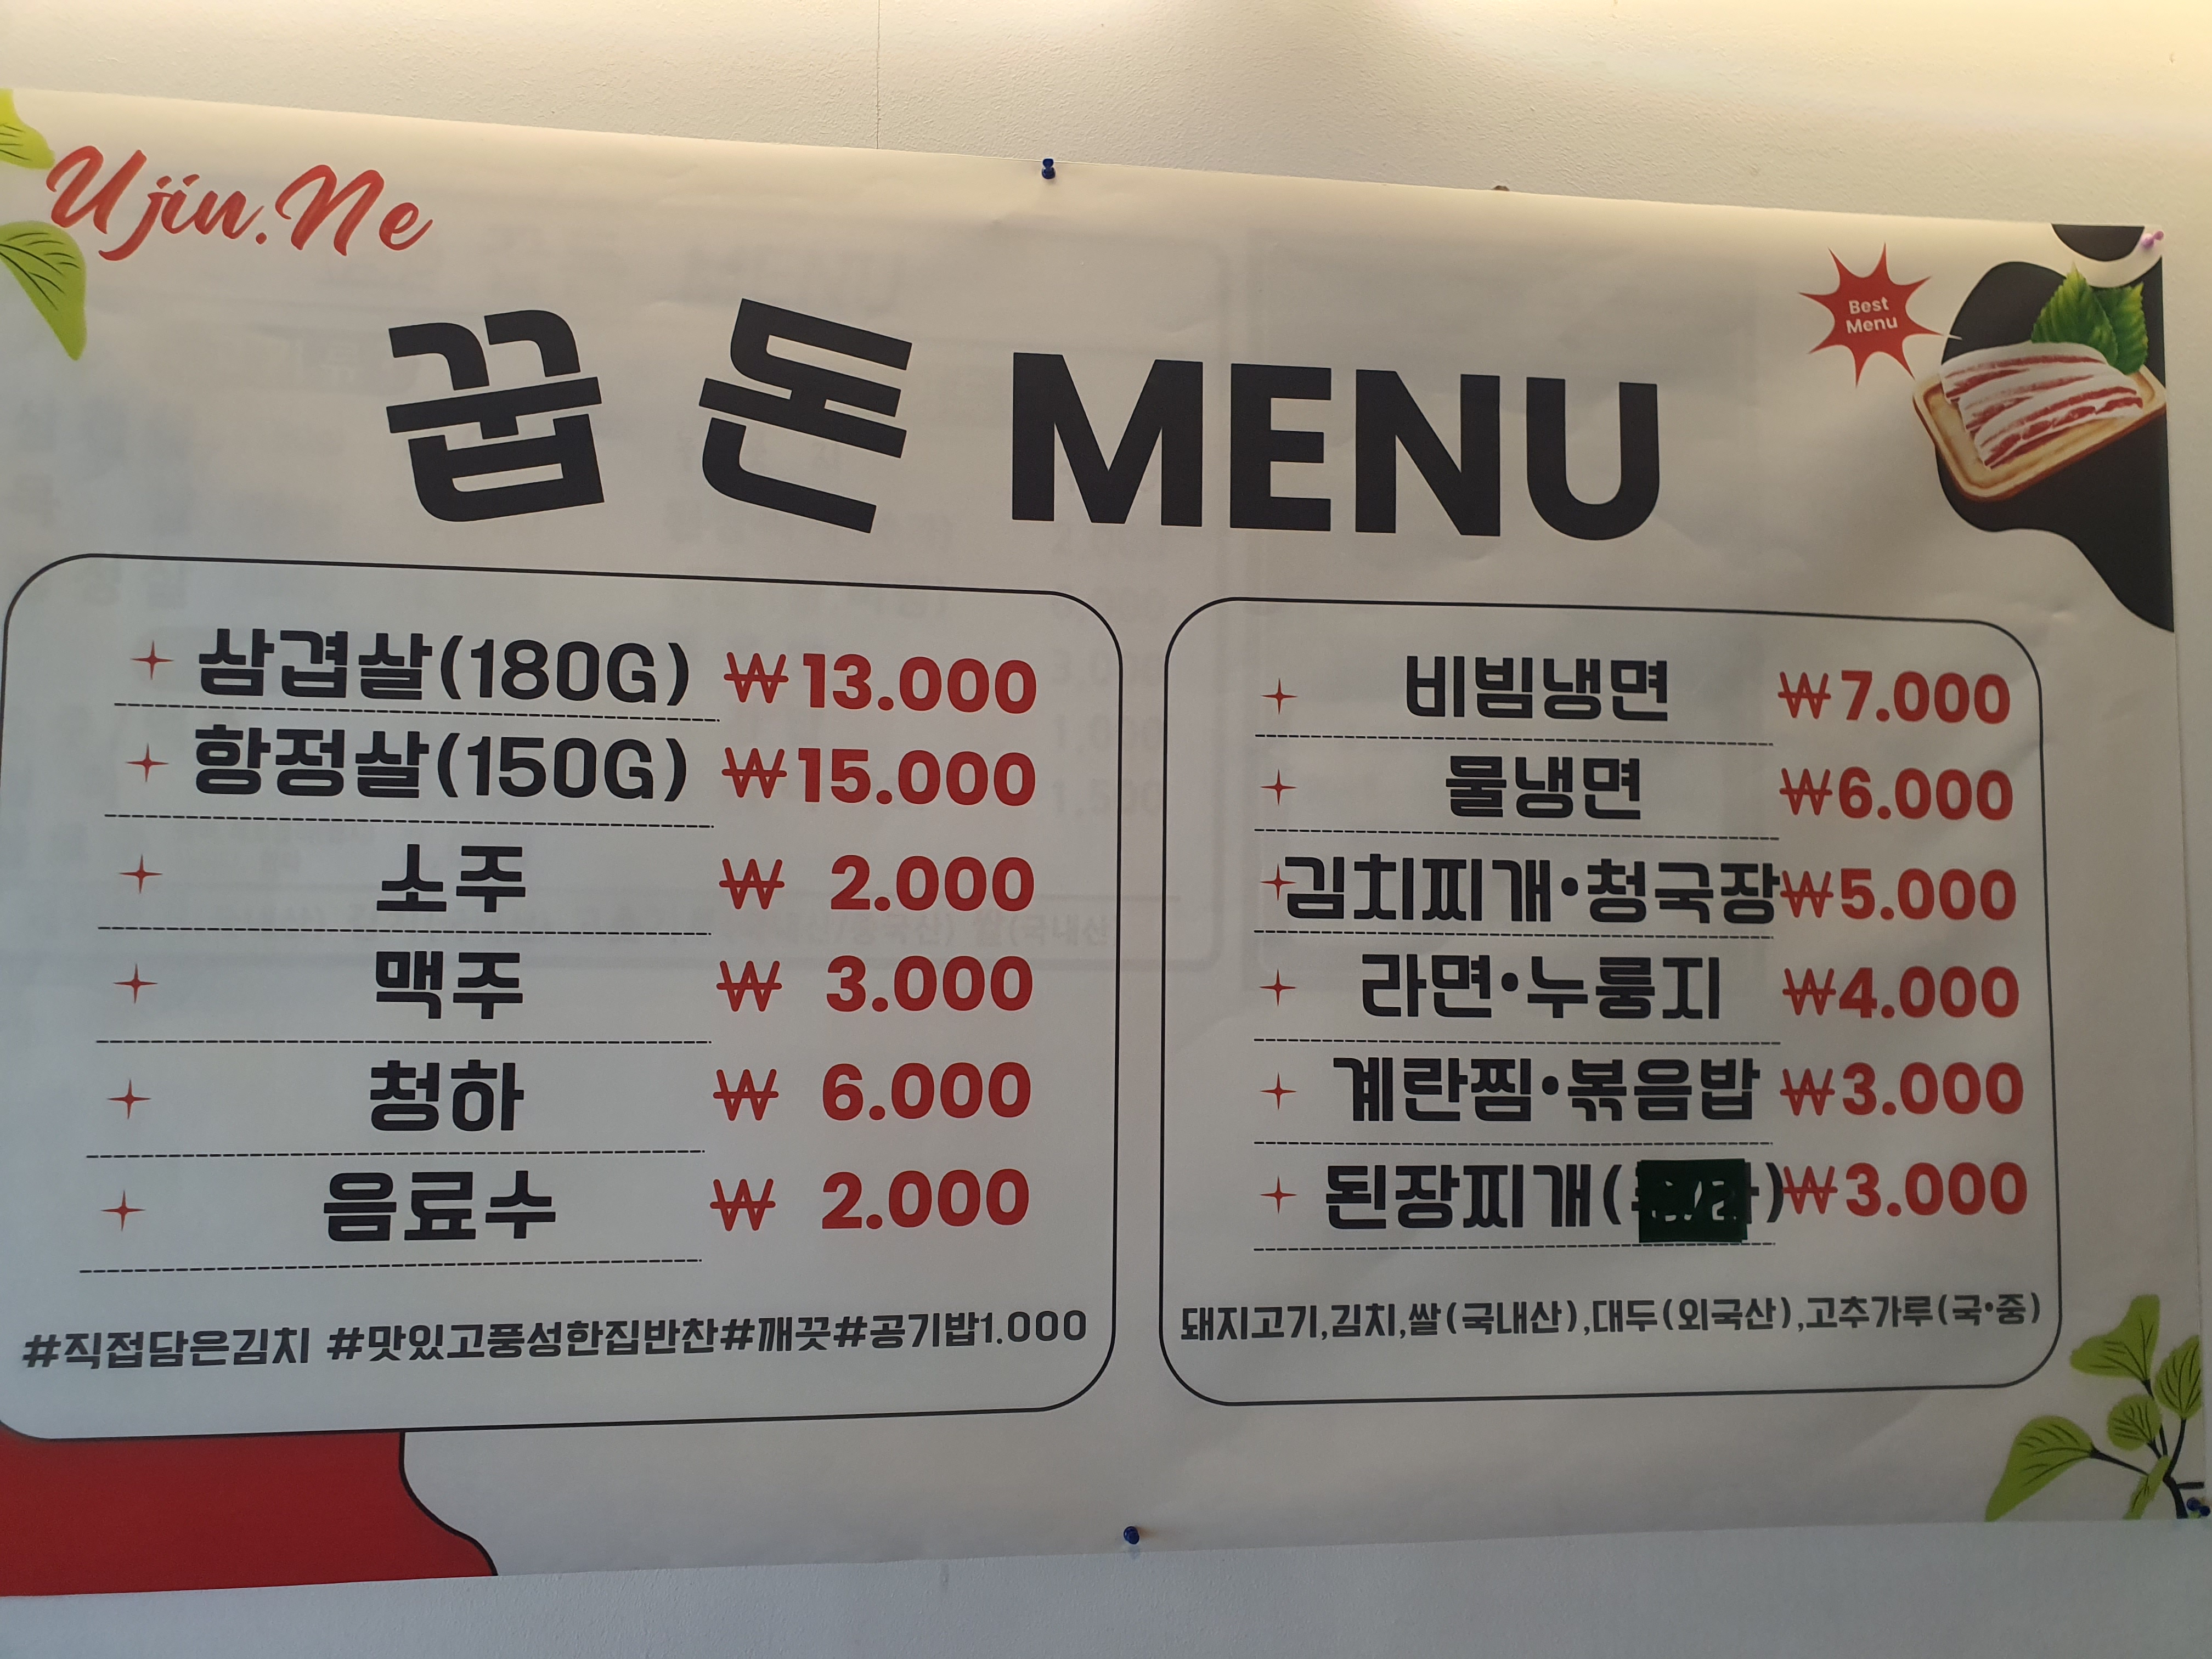 Ujin.Ne
꿉돈 MENU
Best
Menu
삼겹살(180G) ₩13.000
항정살(150G) ₩15.000
소주 ₩ 2.000
맥주 ₩ 3.000
청하 ₩ 6.000
음료수 ₩ 2.000
#직접담은김치 #맛있고풍성한집반찬#깨끗#공기밥1.000
비빔냉면 ₩7.000
물냉면 ₩6.000
김치찌개•청국장 ₩5.000
라면•누룽지 ₩4.000
계란찜•볶음밥 ₩3.000
된장찌개( ) ₩3.000
돼지고기,김치,쌀(국내산),대두(외국산),고추가루(국•중)